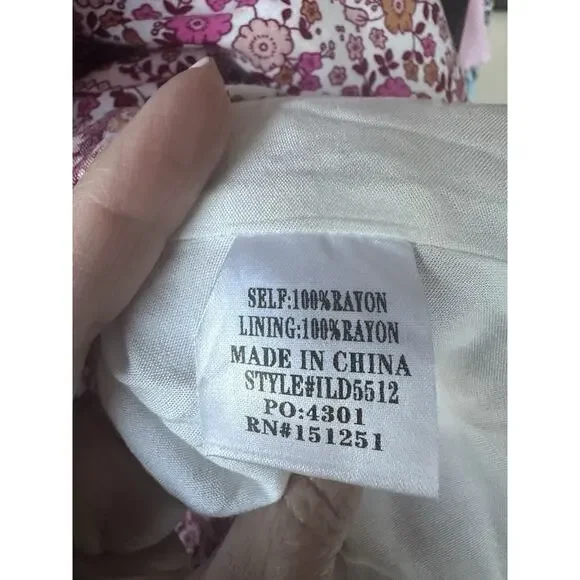 SELF:100%RAYON
LINING:100%RAYON
MADE IN CHINA
STYLE#ILD5512
PO:4301
RN#151251